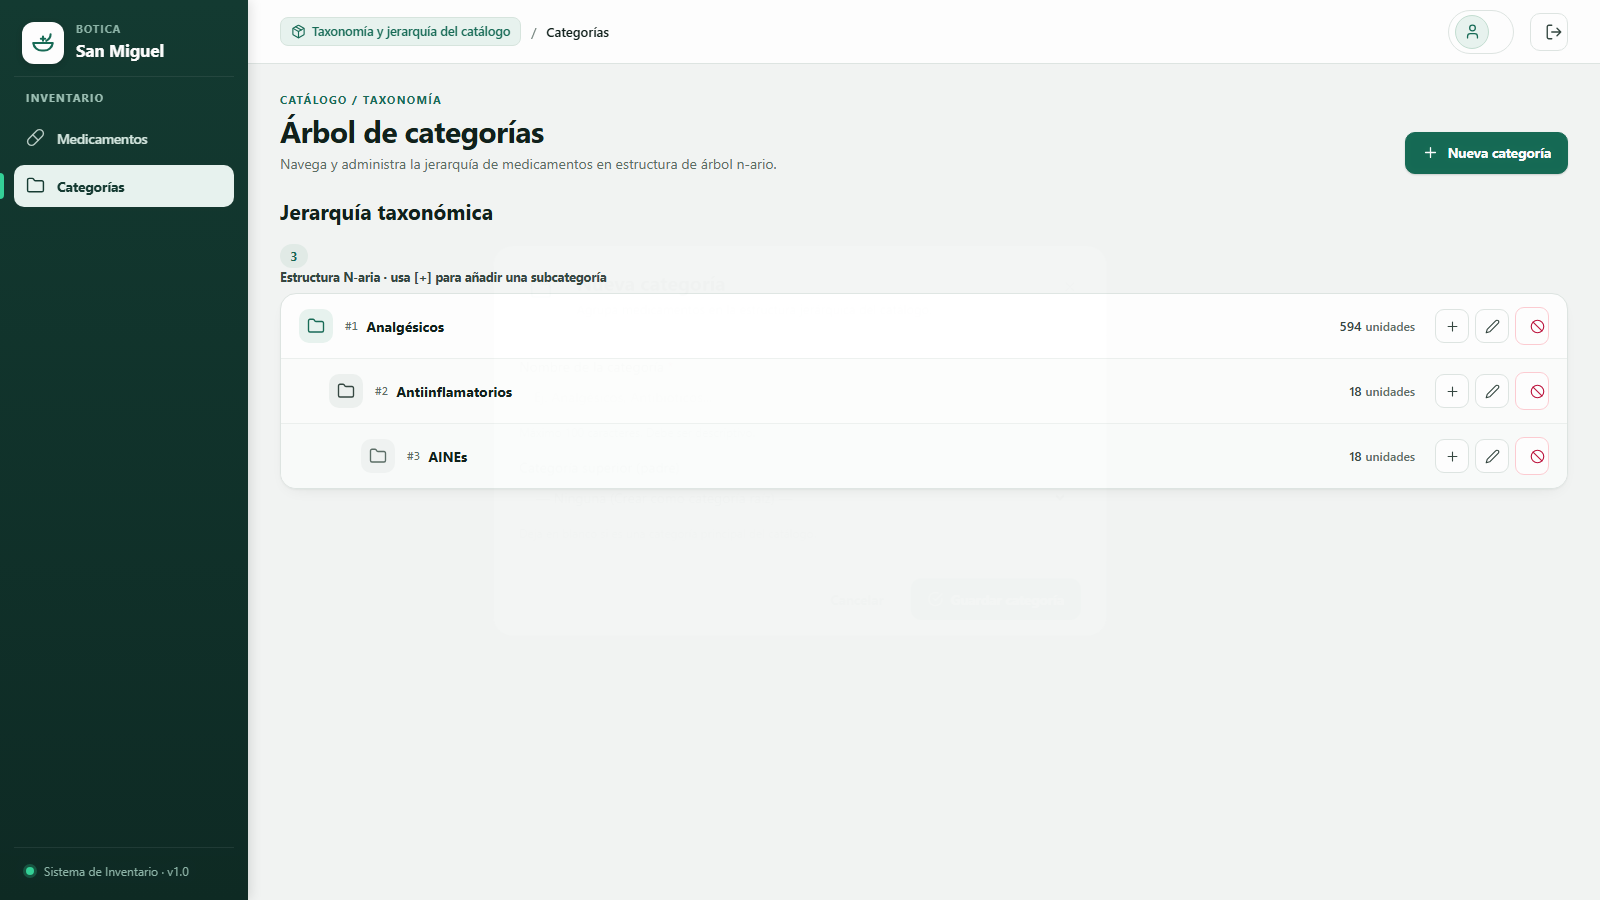 BOTICA
San Miguel
INVENTARIO
Medicamentos
Categorías
Sistema de Inventario · v1.0
Taxonomía y jerarquía del catálogo / Categorías
CATÁLOGO / TAXONOMÍA
Árbol de categorías
Navega y administra la jerarquía de medicamentos en estructura de árbol n-ario.
+ Nueva categoría
Jerarquía taxonómica
3
Estructura N-aria · usa [+] para añadir una subcategoría
#1 Analgésicos 594 unidades
#2 Antiinflamatorios 18 unidades
#3 AINEs 18 unidades